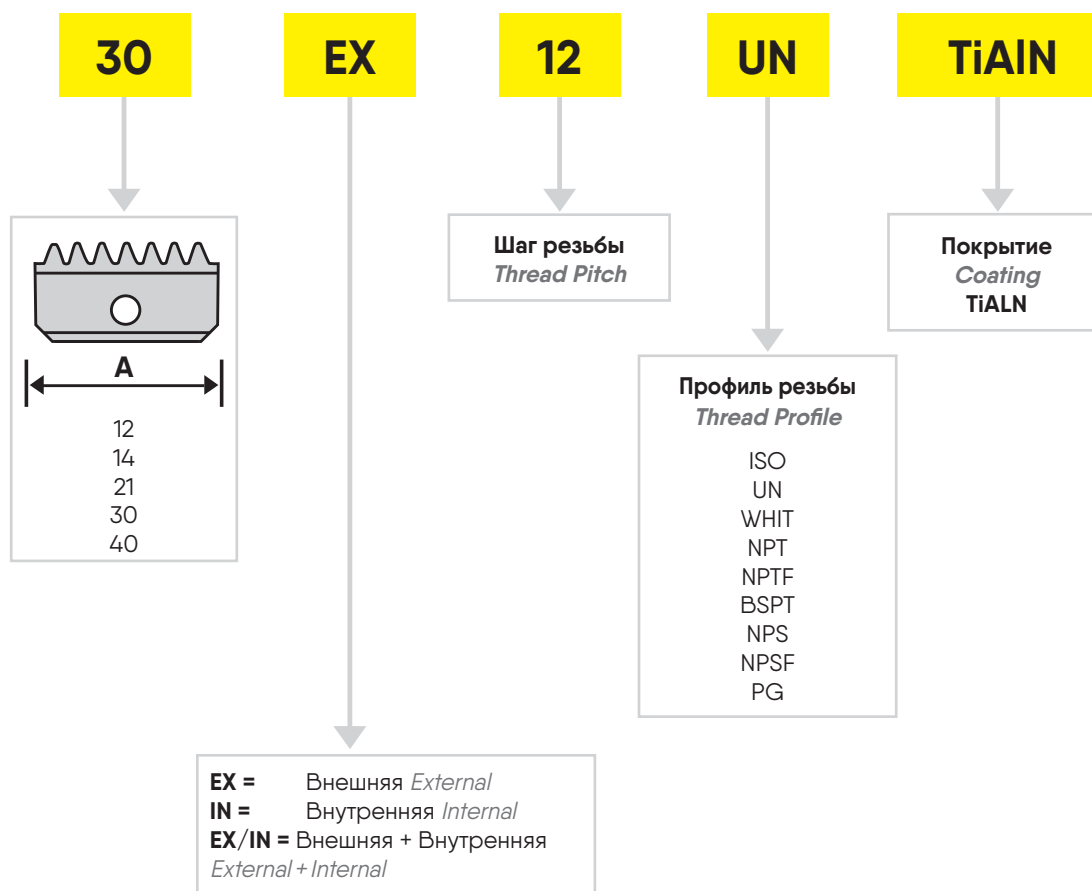 30
EX
12
UN
TiAlN
A
12
14
21
30
40
Шаг резьбы
Thread Pitch
Покрытие
Coating
TiALN
Профиль резьбы
Thread Profile
ISO
UN
WHIT
NPT
NPTF
BSPT
NPS
NPSF
PG
EX = Внешняя External
IN = Внутренняя Internal
EX/IN = Внешняя + Внутренняя
External + Internal